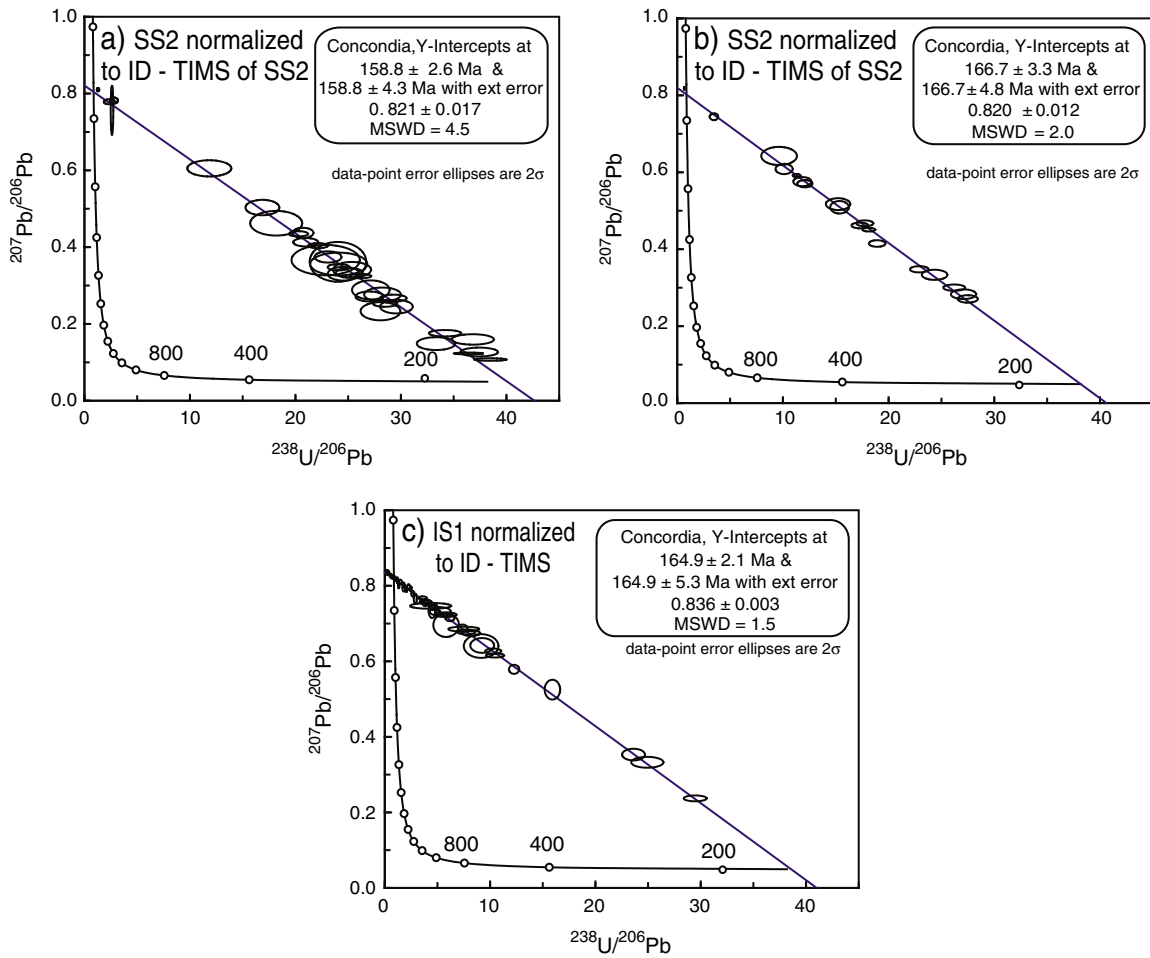 a) SS2 normalized
to ID - TIMS of SS2
Concordia,Y-Intercepts at
158.8 ± 2.6 Ma &
158.8 ± 4.3 Ma with ext error
0.821 ± 0.017
MSWD = 4.5
data-point error ellipses are 2σ
1.0
0.8
0.6
0.4
0.2
0.0
207Pb/206Pb
800
400
200
0
10
20
30
40
238U/206Pb
b) SS2 normalized
to ID - TIMS of SS2
Concordia, Y-Intercepts at
166.7 ± 3.3 Ma &
166.7 ± 4.8 Ma with ext error
0.820 ± 0.012
MSWD = 2.0
data-point error ellipses are 2σ
1.0
0.8
0.6
0.4
0.2
0.0
207Pb/206Pb
800
400
200
0
10
20
30
40
238U/206Pb
c) IS1 normalized
to ID - TIMS
Concordia, Y-Intercepts at
164.9 ± 2.1 Ma &
164.9 ± 5.3 Ma with ext error
0.836 ± 0.003
MSWD = 1.5
data-point error ellipses are 2σ
1.0
0.8
0.6
0.4
0.2
0.0
207Pb/206Pb
800
400
200
0
10
20
30
40
238U/206Pb